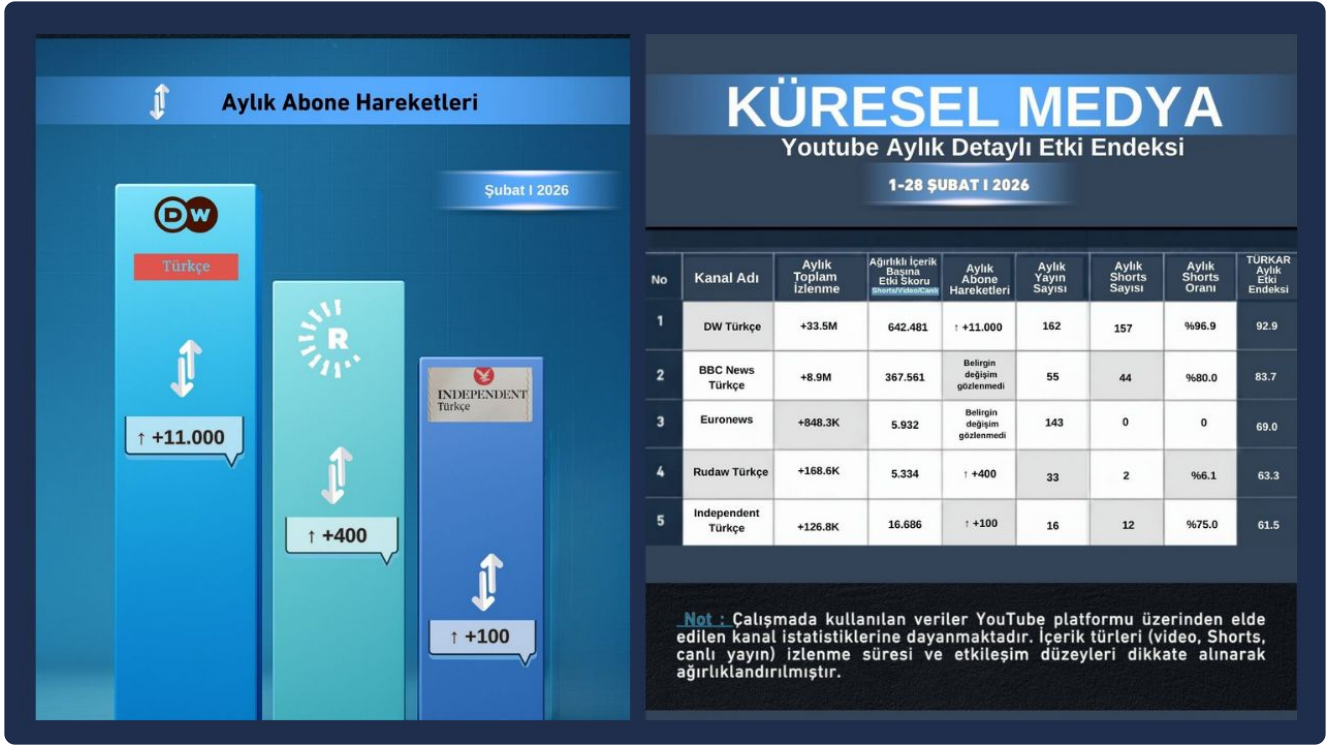 Aylık Abone Hareketleri
Şubat I 2026
DW
Türkçe
↑ +11.000
R
↑ +400
INDEPENDENT
Türkçe
↑ +100
KÜRESEL MEDYA
Youtube Aylık Detaylı Etki Endeksi
1-28 ŞUBAT I 2026
No | Kanal Adı | Aylık Toplam İzlenme | Ağırlıklı İçerik Başına Etki Skoru Shorts/Video/Canlı | Aylık Abone Hareketleri | Aylık Yayın Sayısı | Aylık Shorts Sayısı | Aylık Shorts Oranı | TÜRKAR Aylık Etki Endeksi
1 | DW Türkçe | +33.5M | 642.481 | ↑ +11.000 | 162 | 157 | %96.9 | 92.9
2 | BBC News Türkçe | +8.9M | 367.561 | Belirgin değişim gözlenmedi | 55 | 44 | %80.0 | 83.7
3 | Euronews | +848.3K | 5.932 | Belirgin değişim gözlenmedi | 143 | 0 | 0 | 69.0
4 | Rudaw Türkçe | +168.6K | 5.334 | ↑ +400 | 33 | 2 | %6.1 | 63.3
5 | Independent Türkçe | +126.8K | 16.686 | ↑ +100 | 16 | 12 | %75.0 | 61.5
Not : Çalışmada kullanılan veriler YouTube platformu üzerinden elde
edilen kanal istatistiklerine dayanmaktadır. İçerik türleri (video, Shorts,
canlı yayın) izlenme süresi ve etkileşim düzeyleri dikkate alınarak
ağırlıklandırılmıştır.